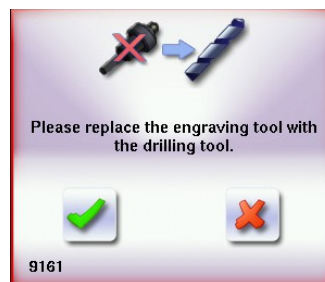 Please replace the engraving tool with
the drilling tool.
9161